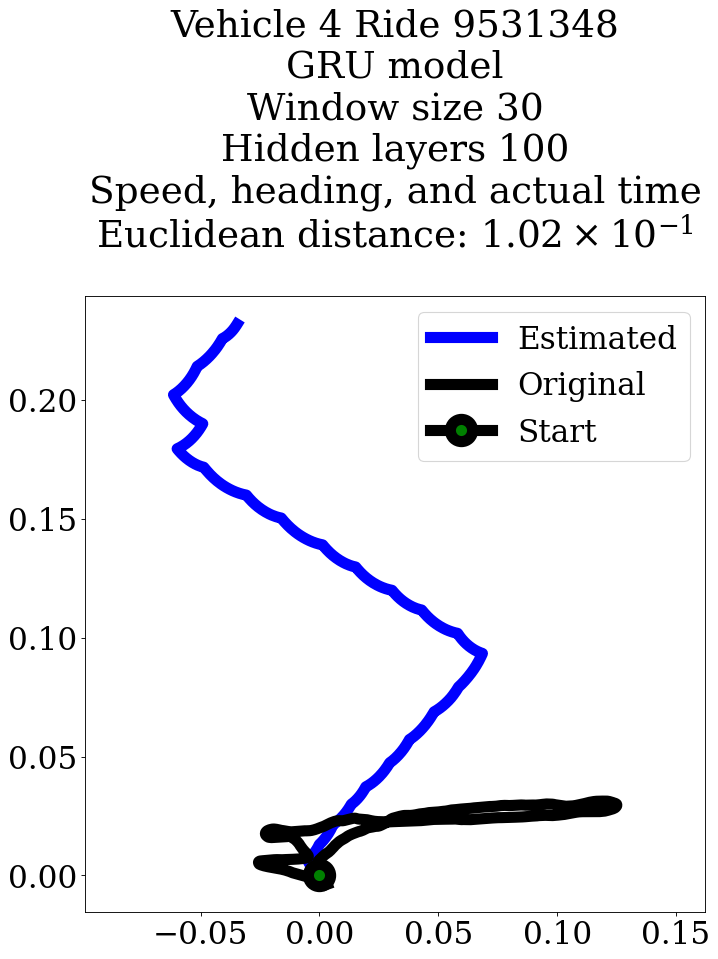 Vehicle 4 Ride 9531348
GRU model
Window size 30
Hidden layers 100
Speed, heading, and actual time
Euclidean distance: 1.02 × 10⁻¹
Estimated
Original
Start
0.20
0.15
0.10
0.05
0.00
−0.05 0.00 0.05 0.10 0.15